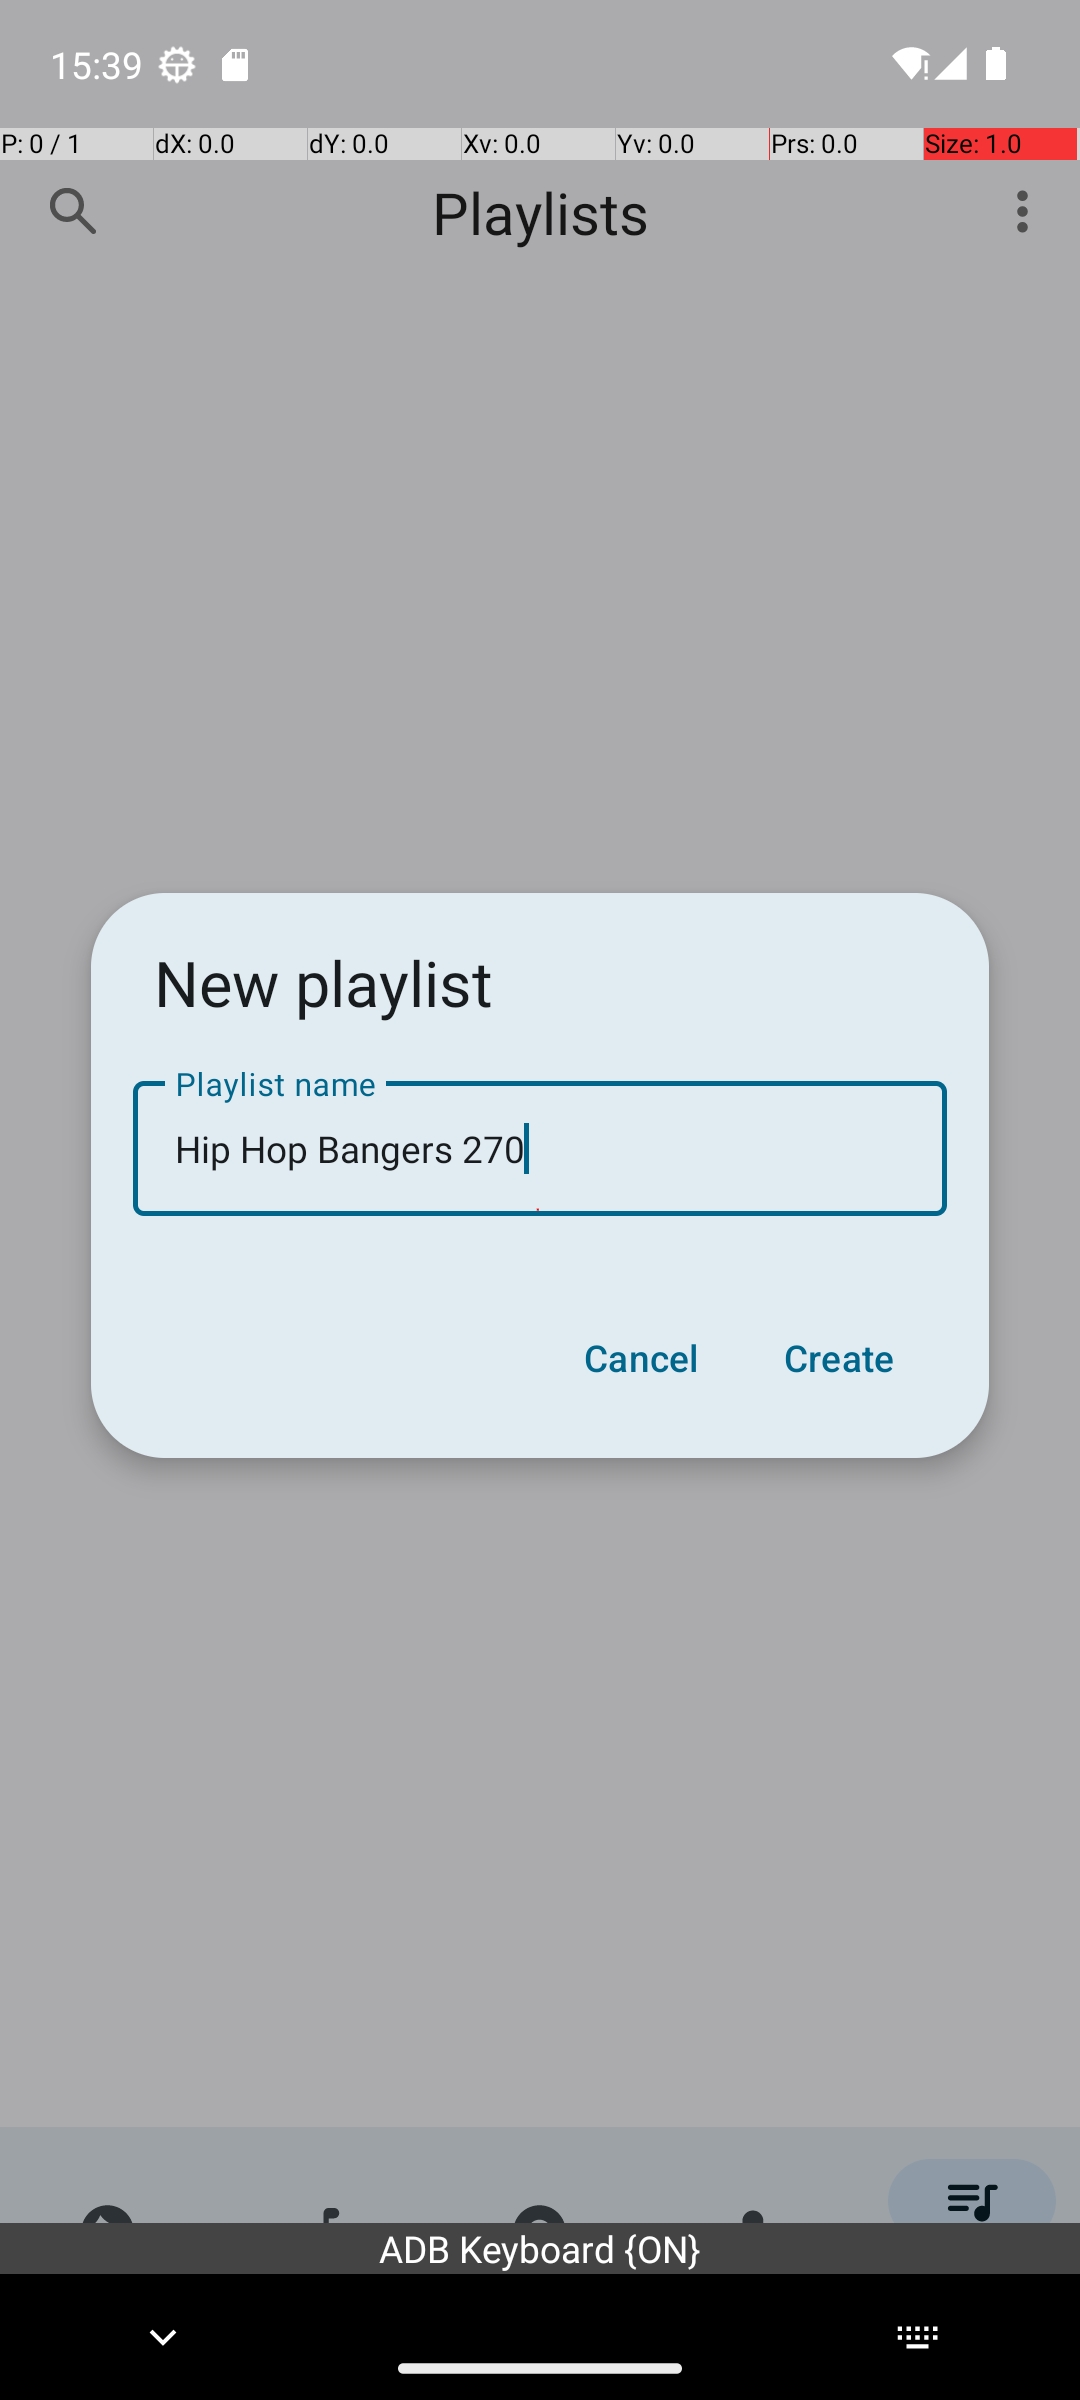 15:39
P: 0 / 1 dX: 0.0 dY: 0.0 Xv: 0.0 Yv: 0.0 Prs: 0.0 Size: 1.0
Playlists
New playlist
Playlist name
Hip Hop Bangers 270
Cancel Create
ADB Keyboard {ON}